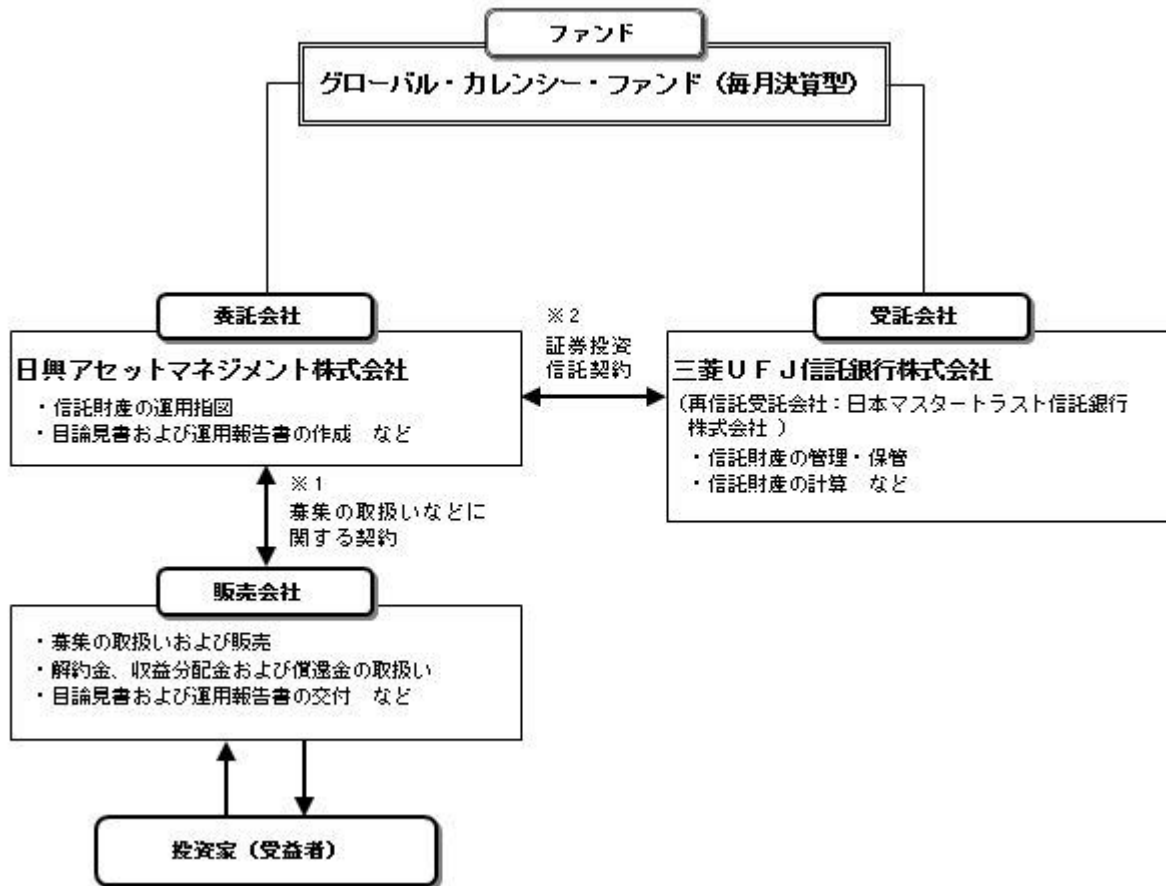 ファンド
グローバル・カレンシー・ファンド（毎月決算型）
委託会社
日興アセットマネジメント株式会社
・信託財産の運用指図
・目論見書および運用報告書の作成　など
※２
証券投資
信託契約
受託会社
三菱ＵＦＪ信託銀行株式会社
（再信託受託会社：日本マスタートラスト信託銀行
株式会社 ）
・信託財産の管理・保管
・信託財産の計算　など
※１
募集の取扱いなどに
関する契約
販売会社
・募集の取扱いおよび販売
・解約金、収益分配金および償還金の取扱い
・目論見書および運用報告書の交付　など
投資家（受益者）